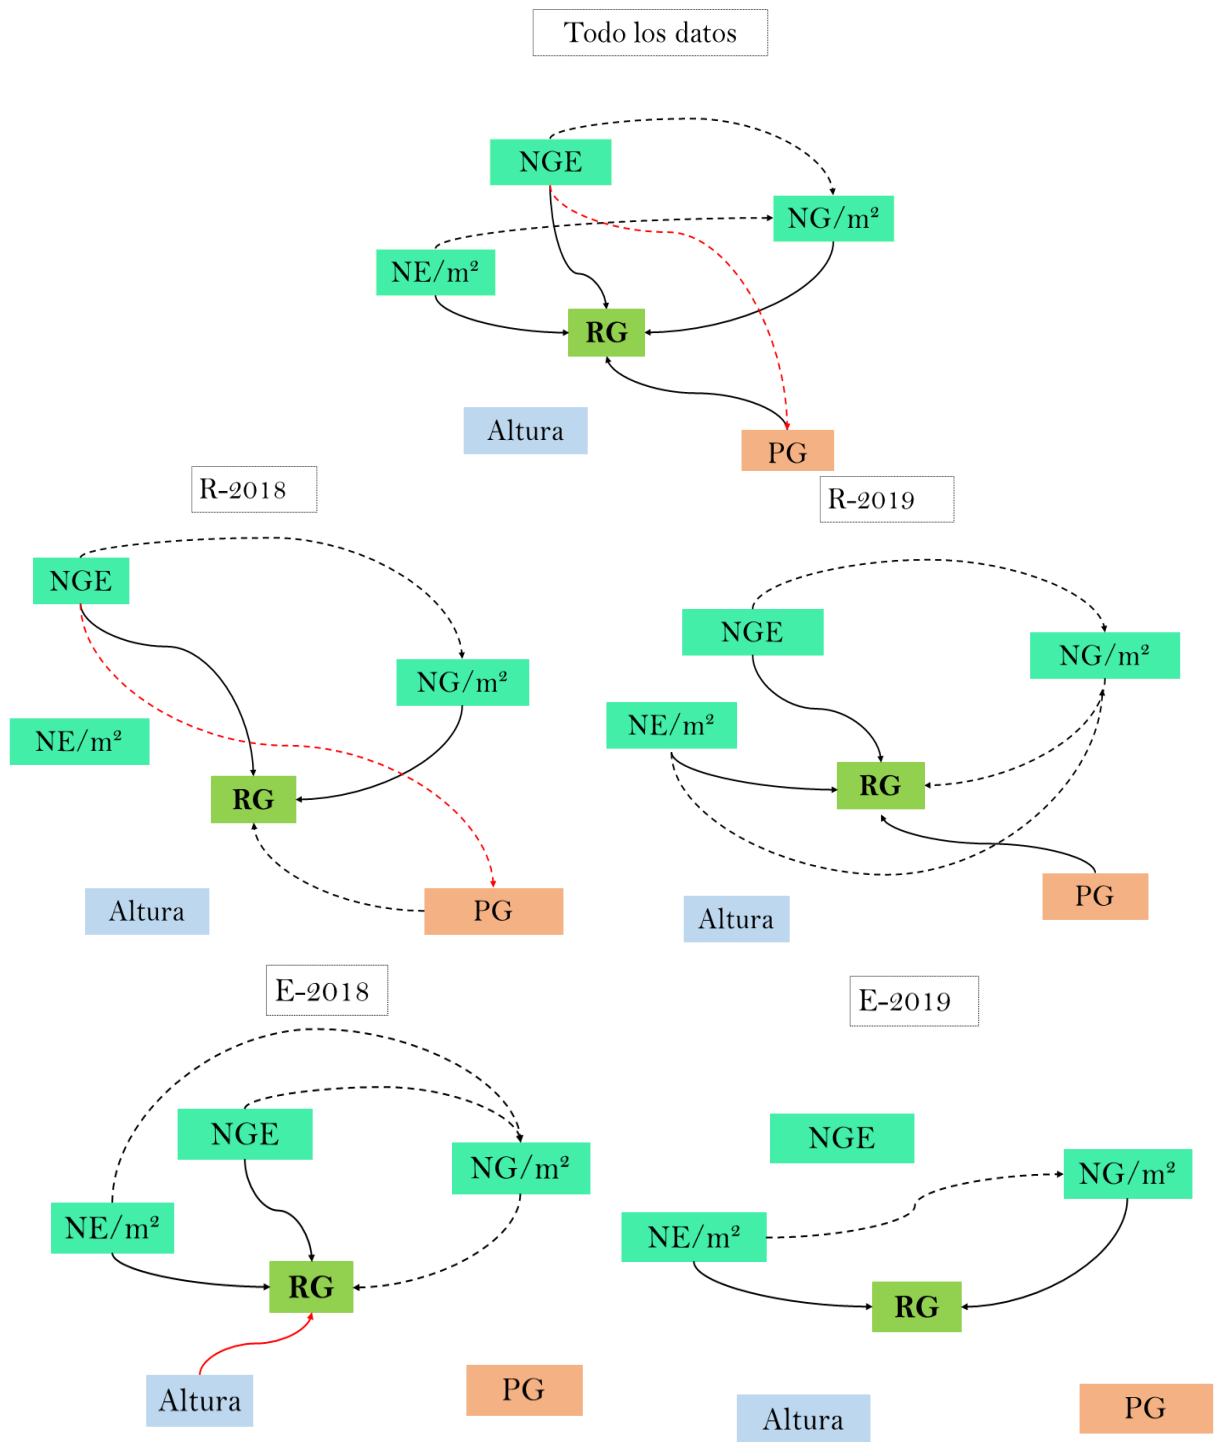 Todo los datos
NGE
NG/m²
NE/m²
RG
Altura
PG
R-2018
NGE
NG/m²
NE/m²
RG
Altura
PG
R-2019
NGE
NG/m²
NE/m²
RG
PG
Altura
E-2018
NGE
NG/m²
NE/m²
RG
Altura
PG
E-2019
NGE
NG/m²
NE/m²
RG
PG
Altura